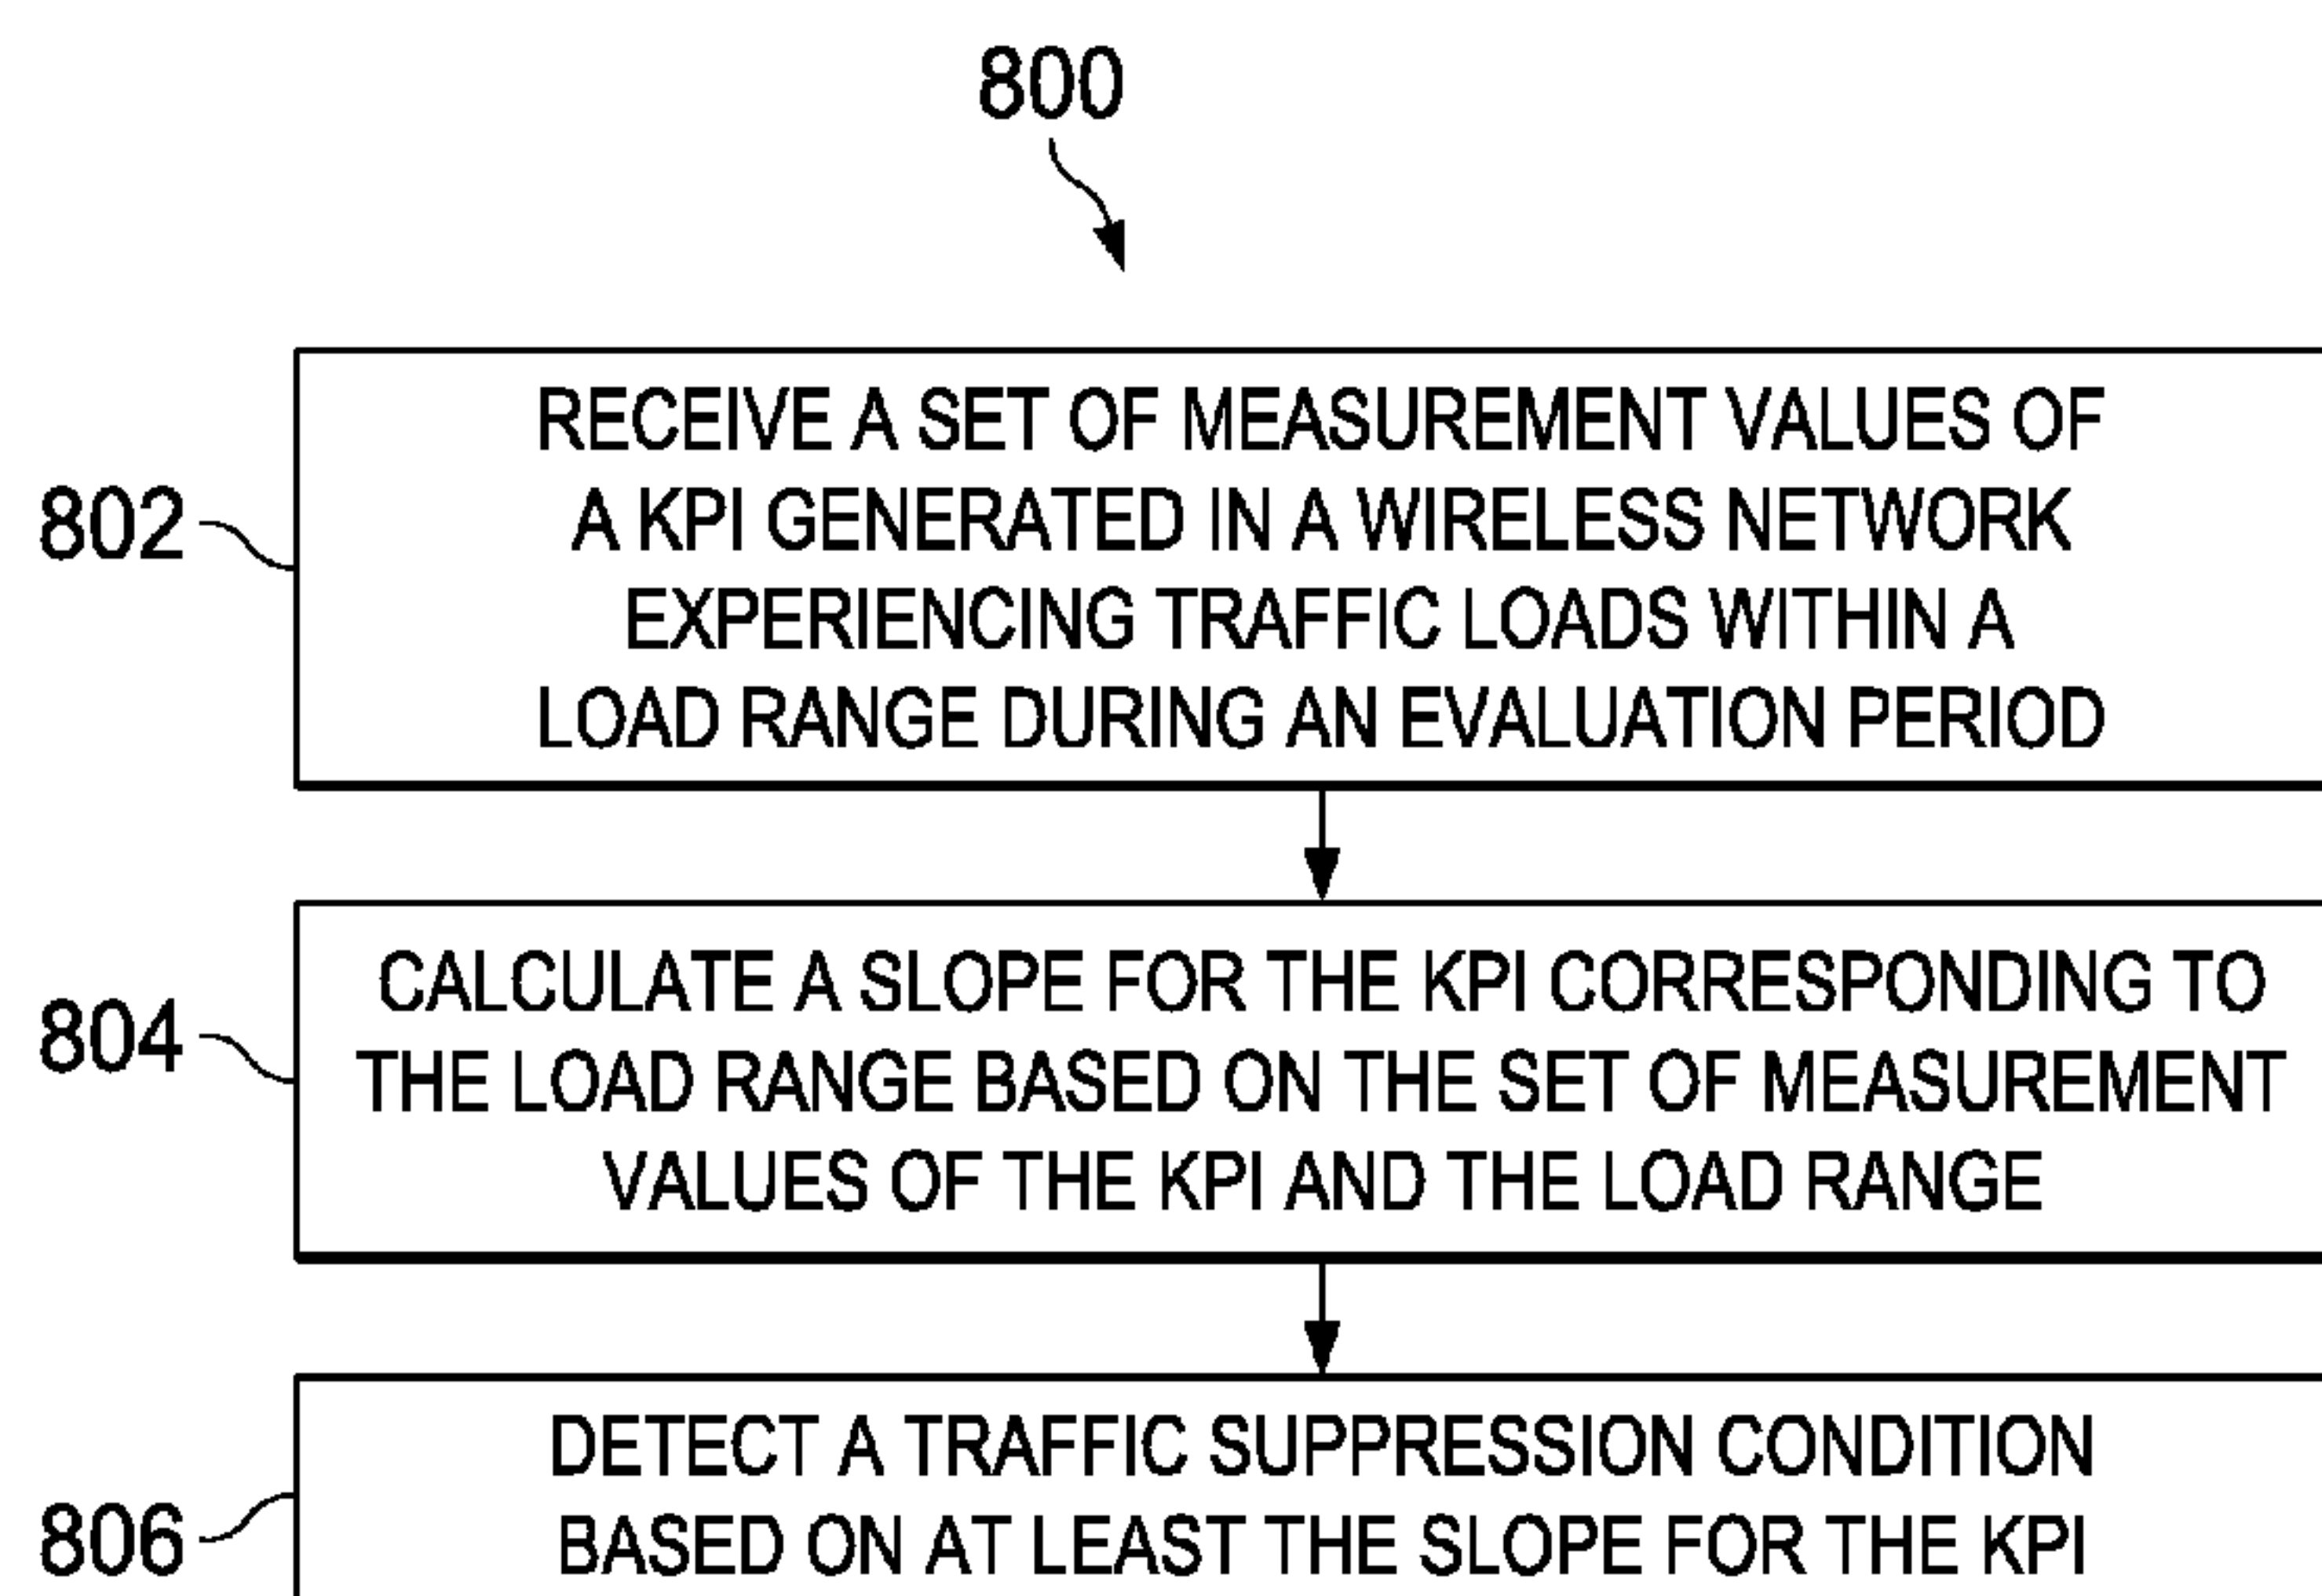 800
802
RECEIVE A SET OF MEASUREMENT VALUES OF
A KPI GENERATED IN A WIRELESS NETWORK
EXPERIENCING TRAFFIC LOADS WITHIN A
LOAD RANGE DURING AN EVALUATION PERIOD
804
CALCULATE A SLOPE FOR THE KPI CORRESPONDING TO
THE LOAD RANGE BASED ON THE SET OF MEASUREMENT
VALUES OF THE KPI AND THE LOAD RANGE
806
DETECT A TRAFFIC SUPPRESSION CONDITION
BASED ON AT LEAST THE SLOPE FOR THE KPI